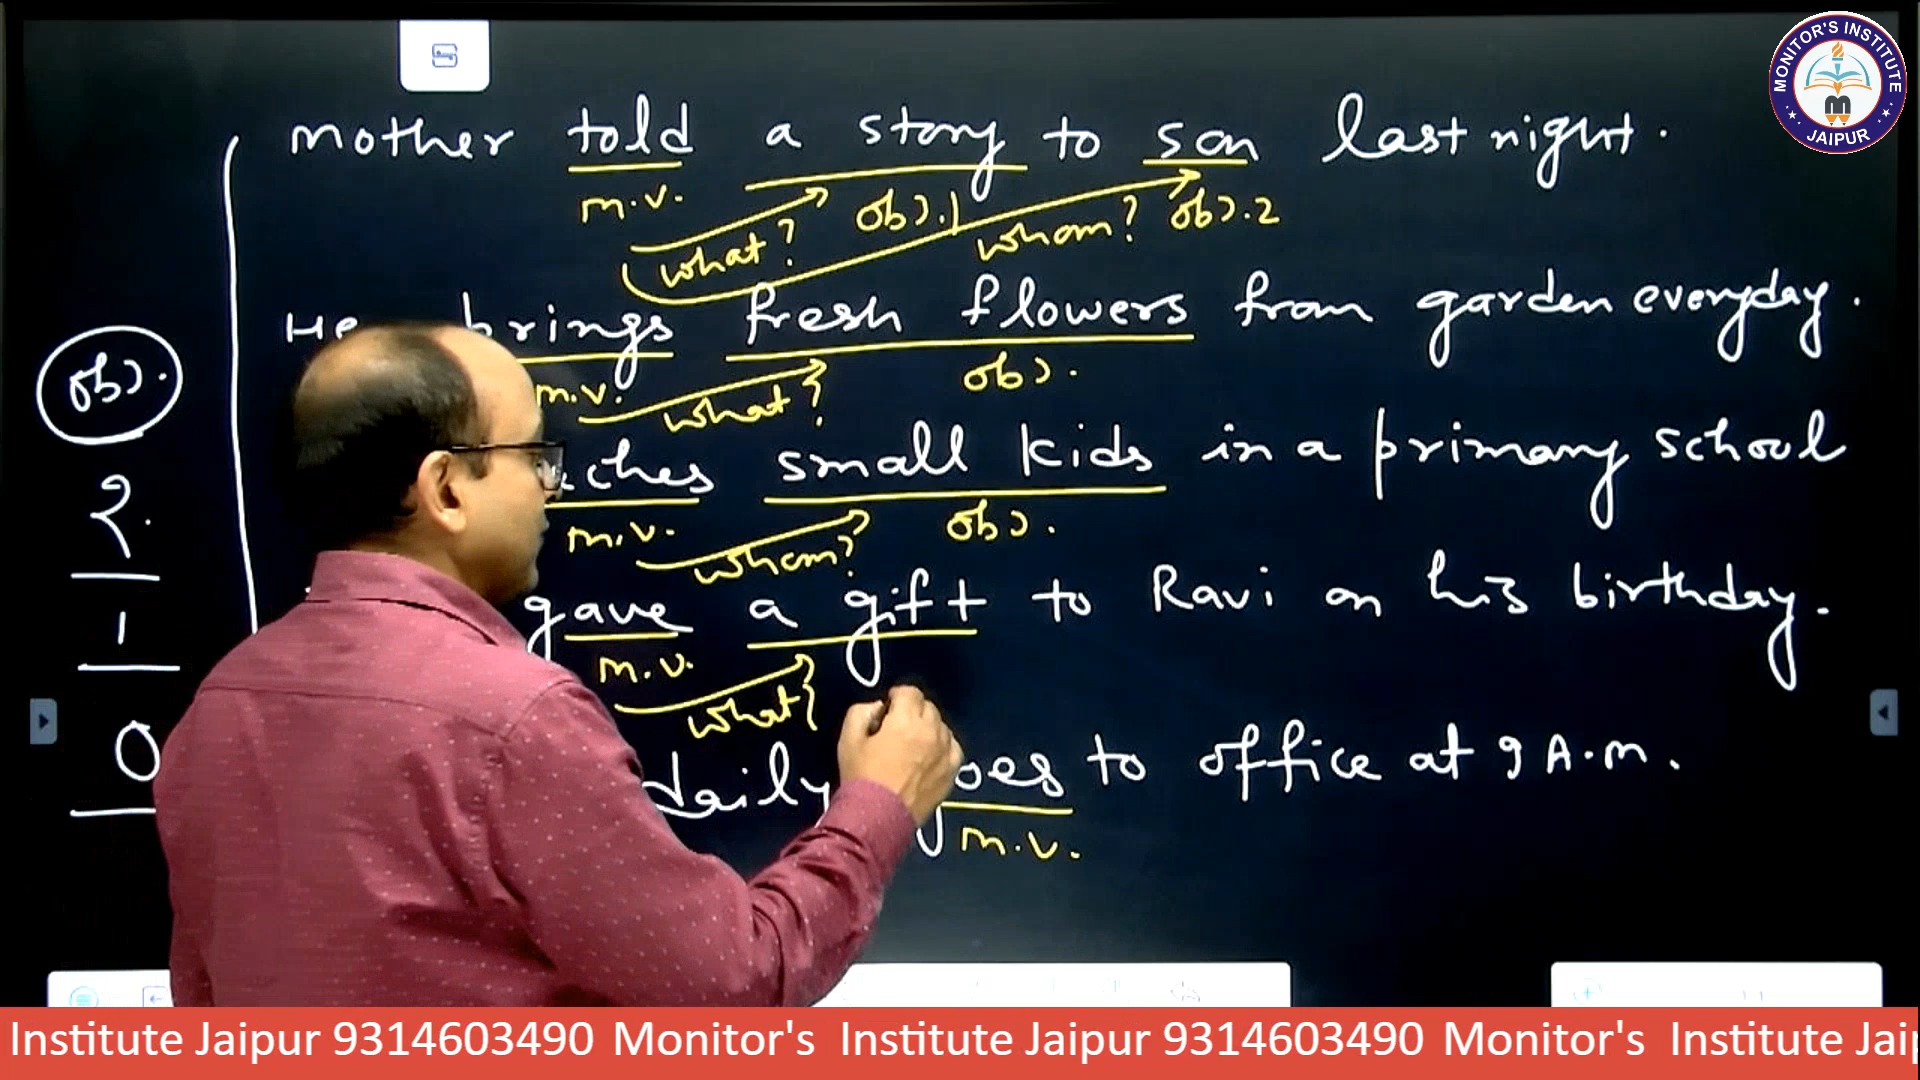 MONITOR'S INSTITUTE
JAIPUR
mother told a story to son last night.
m.v. what? obj.1 whom? obj.2
He brings fresh flowers from garden everyday.
m.v. what? obj.
obj.
ches small kids in a primary school
m.v. whom? obj.
2.
gave a gift to Ravi on his birthday.
1
m.v. what?
0
daily oes to office at 9 A.M.
m.v.
Institute Jaipur 9314603490 Monitor's Institute Jaipur 9314603490 Monitor's Institute Jai